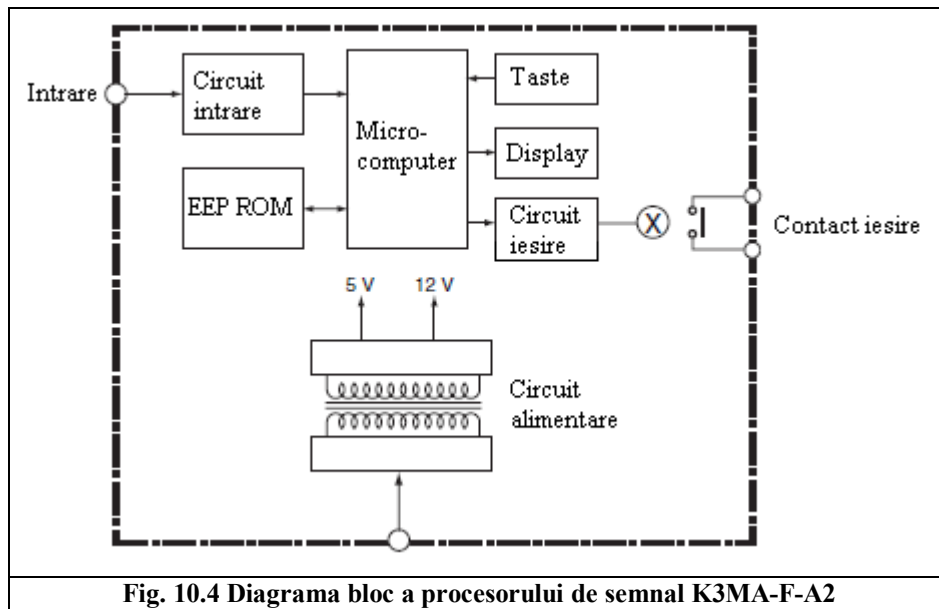 Intrare
Circuit
intrare
EEP ROM
Micro-
computer
Taste
Display
Circuit
iesire
X
Contact iesire
5 V 12 V
Circuit
alimentare
Fig. 10.4 Diagrama bloc a procesorului de semnal K3MA-F-A2